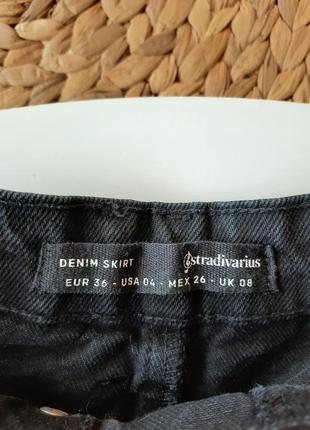 DENIM SKIRT stradivarius
EUR 36 - USA 04 - MEX 26 - UK 08